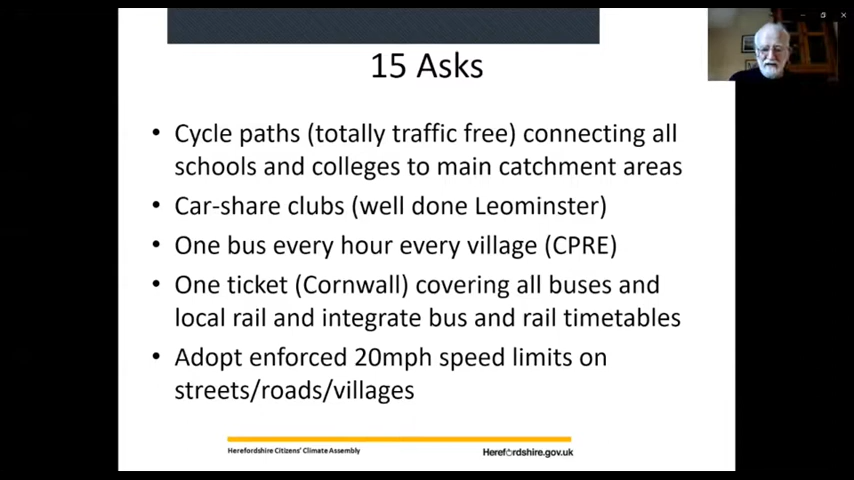 15 Asks
• Cycle paths (totally traffic free) connecting all
schools and colleges to main catchment areas
• Car-share clubs (well done Leominster)
• One bus every hour every village (CPRE)
• One ticket (Cornwall) covering all buses and
local rail and integrate bus and rail timetables
• Adopt enforced 20mph speed limits on
streets/roads/villages
Herefordshire Citizens' Climate Assembly
Herefordshire.gov.uk